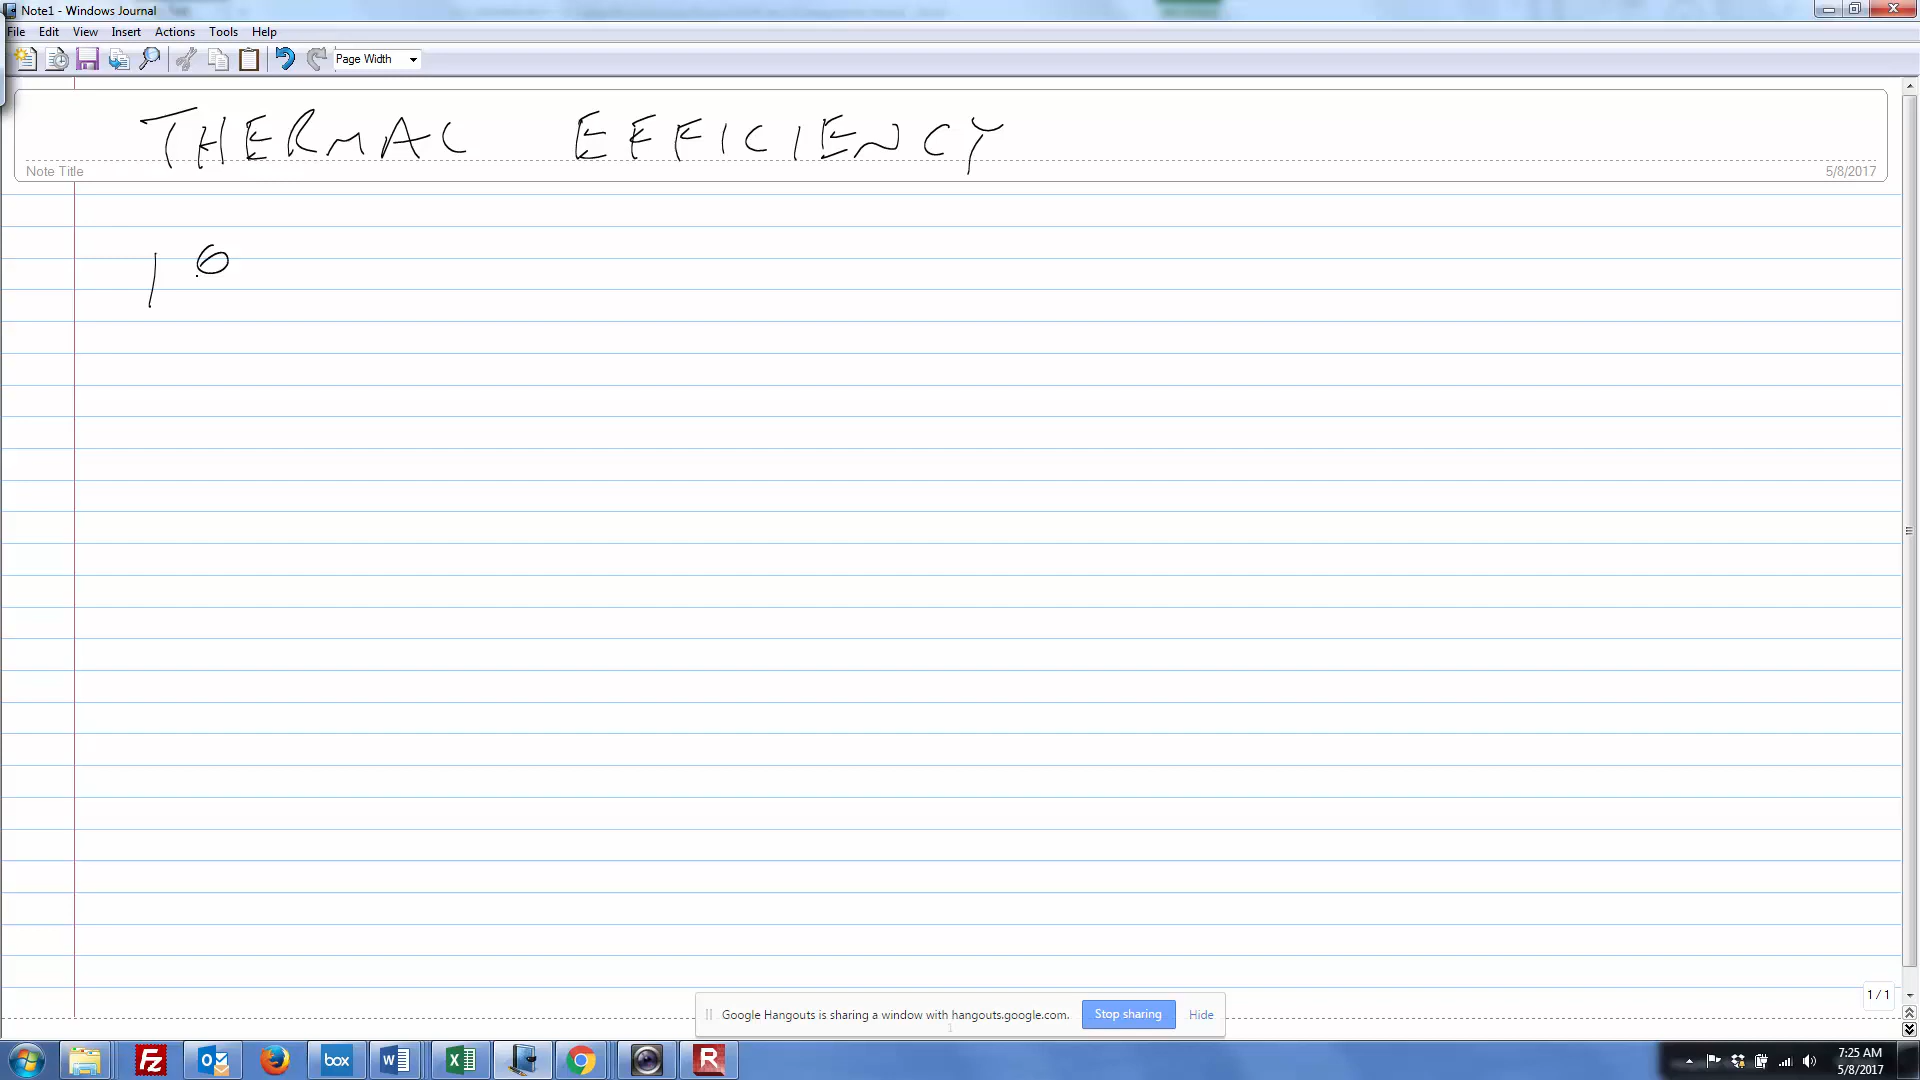 Note1 - Windows Journal
File Edit View Insert Actions Tools Help
Page Width
THERMAL EFFICIENCY
Note Title
5/8/2017
1
1 / 1
Google Hangouts is sharing a window with hangouts.google.com. Stop sharing Hide
1
Fz
box
W
X
R
7:25 AM
5/8/2017